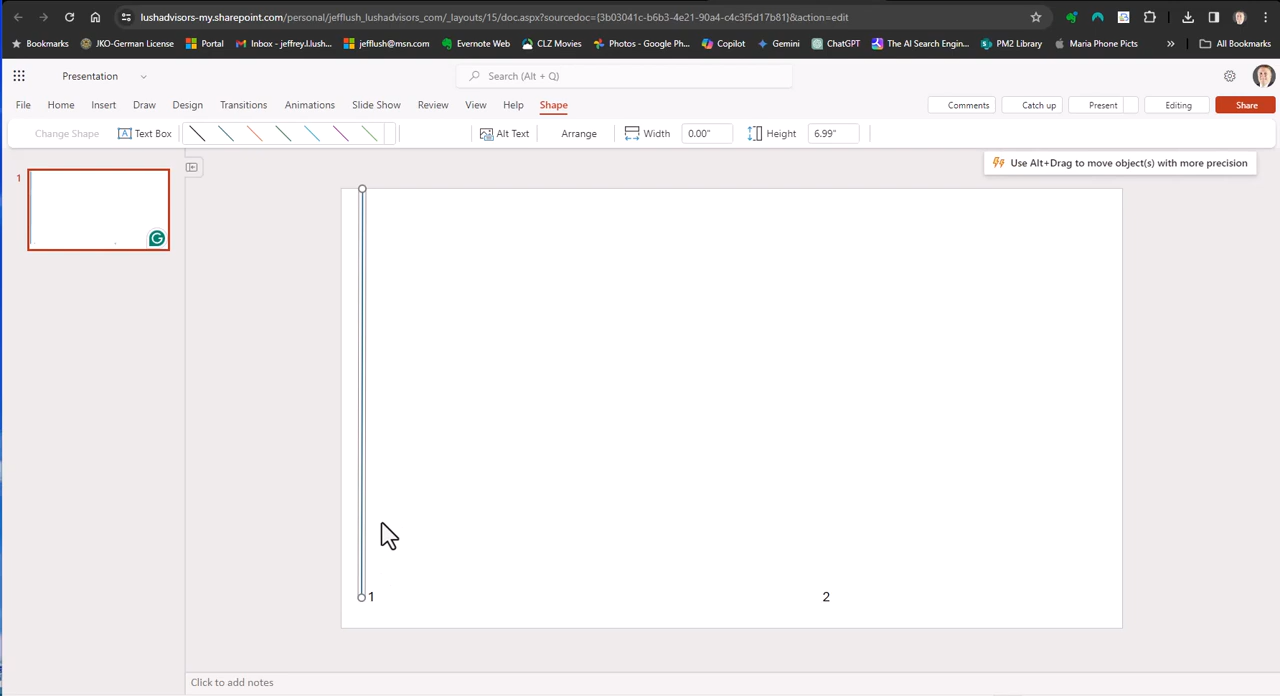 lushadvisors-my.sharepoint.com/personal/jefflush_lushadvisors_com/_layouts/15/doc.aspx?sourcedoc={3b03041c-b6b3-4e21-90a4-c4c3f5d17b81}&action=edit
Bookmarks JKO-German License Portal Inbox - jeffrey.l.lush... jefflush@msn.com Evernote Web CLZ Movies Photos - Google Ph... Copilot Gemini ChatGPT The AI Search Engin... PM2 Library Maria Phone Picts » All Bookmarks
Presentation Search (Alt + Q)
File Home Insert Draw Design Transitions Animations Slide Show Review View Help Shape Comments Catch up Present Editing Share
Change Shape A Text Box Alt Text Arrange Width 0.00" Height 6.99"
Use Alt+Drag to move object(s) with more precision
1
G
1 2
Click to add notes